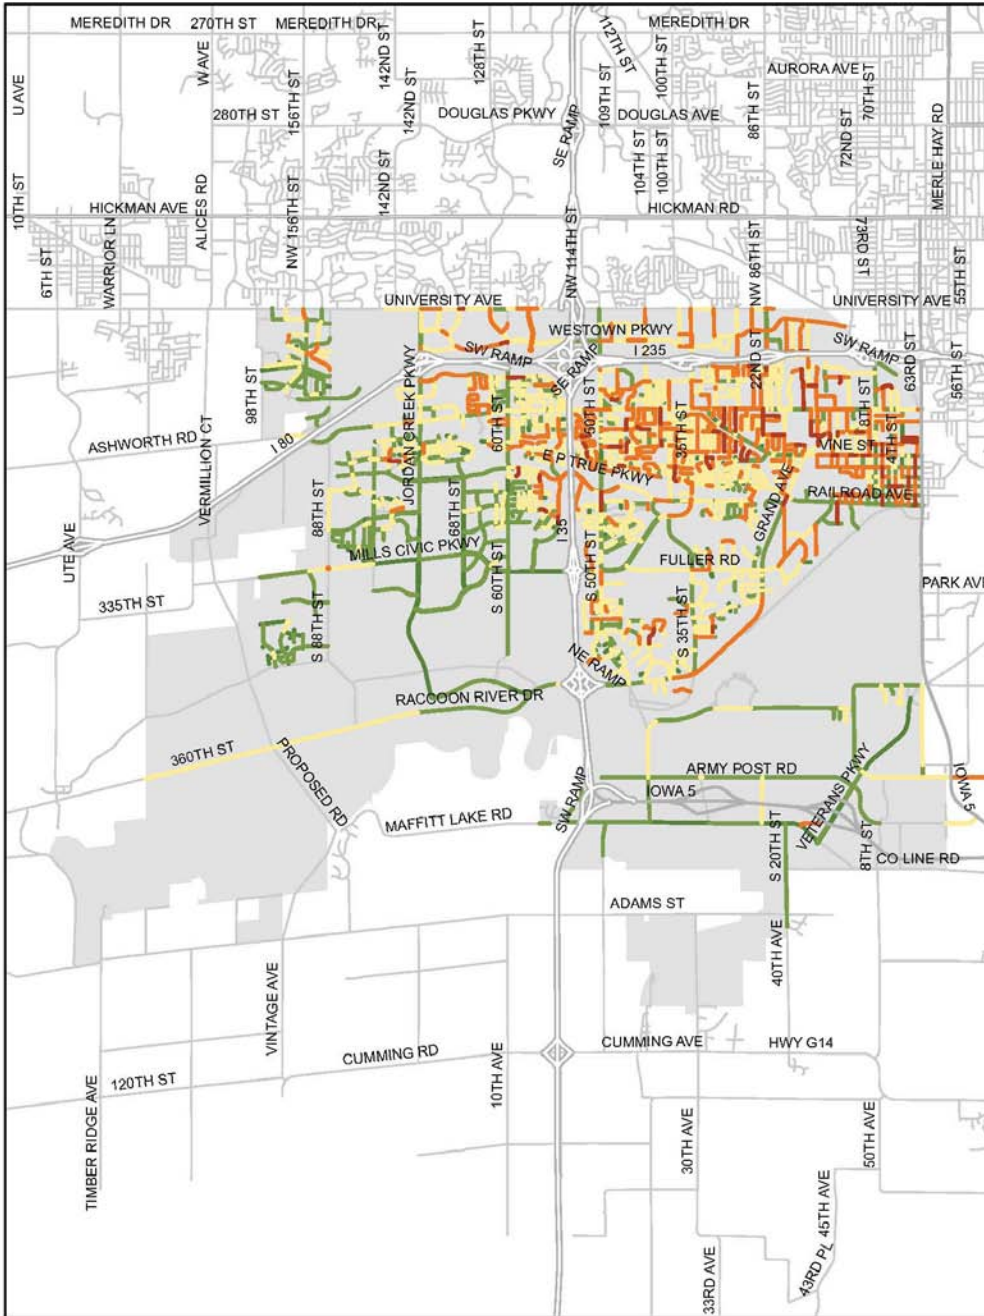 MEREDITH DR
270TH ST
MEREDITH DR
142ND ST
128TH ST
112TH ST
MEREDITH DR
100TH ST
AURORA AVE
70TH ST
U AVE
W AVE
156TH ST
280TH ST
142ND ST
DOUGLAS PKWY
SE RAMP
109TH ST
DOUGLAS AVE
86TH ST
72ND ST
MERLE HAY RD
10TH ST
HICKMAN AVE
ALICES RD
NW 156TH ST
142ND ST
104TH ST
100TH ST
HICKMAN RD
6TH ST
WARRIOR LN
NW 114TH ST
NW 86TH ST
73RD ST
55TH ST
UNIVERSITY AVE
UNIVERSITY AVE
WESTOWN PKWY
SW RAMP
SE RAMP
I 235
22ND ST
SW RAMP
63RD ST
56TH ST
98TH ST
JORDAN CREEK PKWY
60TH ST
50TH ST
35TH ST
8TH ST
4TH ST
VINE ST
ASHWORTH RD
VERMILLION CT
I 80
E P TRUE PKWY
GRAND AVE
RAILROAD AVE
UTE AVE
88TH ST
68TH ST
I 35
MILLS CIVIC PKWY
S 60TH ST
S 50TH ST
FULLER RD
PARK AVE
335TH ST
S 88TH ST
S 35TH ST
NE RAMP
RACCOON RIVER DR
360TH ST
PROPOSED RD
SW RAMP
ARMY POST RD
IOWA 5
VETERANS PKWY
IOWA 5
MAFFITT LAKE RD
S 20TH ST
8TH ST
CO LINE RD
ADAMS ST
40TH AVE
VINTAGE AVE
CUMMING RD
CUMMING AVE
HWY G14
120TH ST
10TH AVE
TIMBER RIDGE AVE
30TH AVE
50TH AVE
45TH AVE
43RD PL
33RD AVE